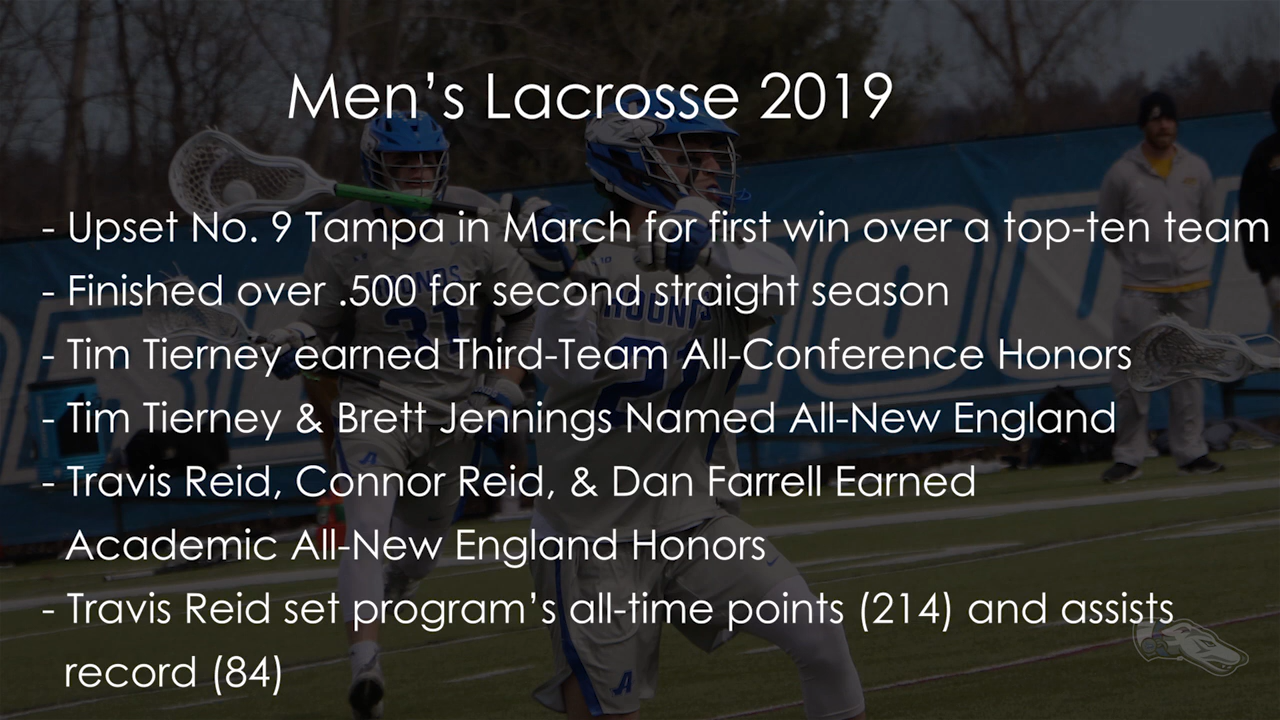 Men's Lacrosse 2019
- Upset No. 9 Tampa in March for first win over a top-ten team
- Finished over .500 for second straight season
- Tim Tierney earned Third-Team All-Conference Honors
- Tim Tierney & Brett Jennings Named All-New England
- Travis Reid, Connor Reid, & Dan Farrell Earned
Academic All-New England Honors
- Travis Reid set program's all-time points (214) and assists
record (84)
HOUNDS
31
A
A